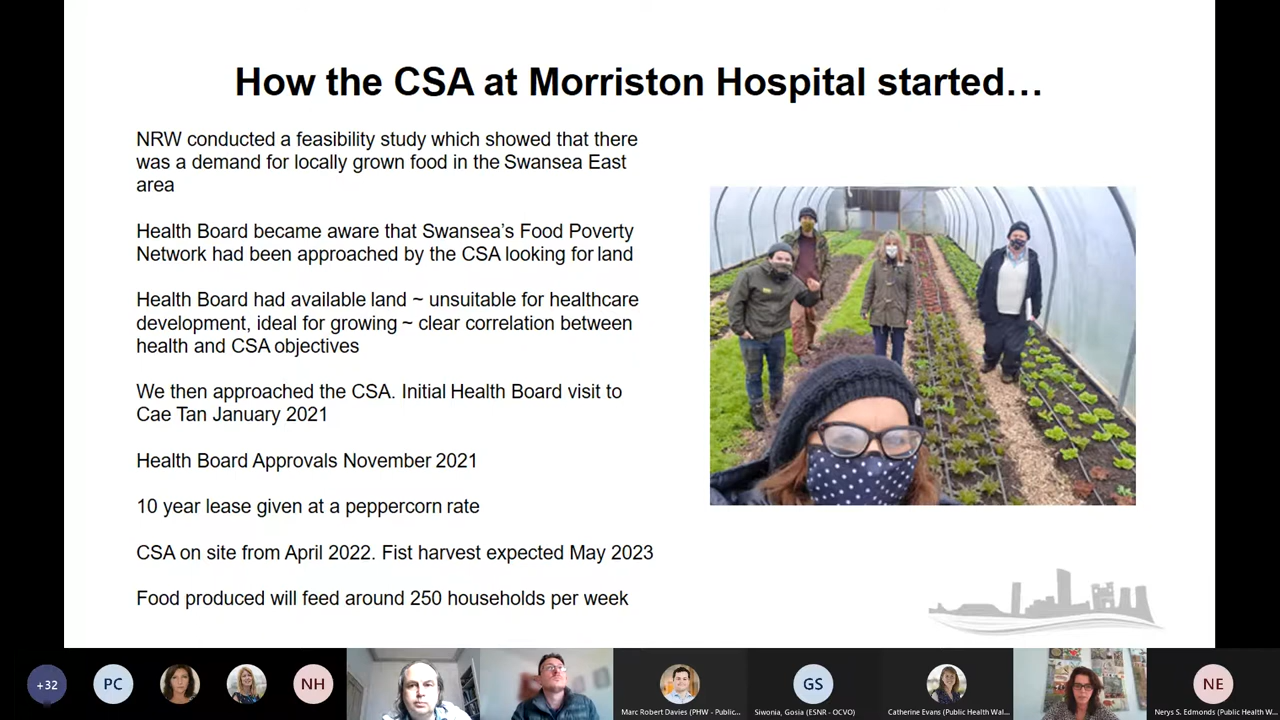 How the CSA at Morriston Hospital started…
NRW conducted a feasibility study which showed that there
was a demand for locally grown food in the Swansea East
area
Health Board became aware that Swansea’s Food Poverty
Network had been approached by the CSA looking for land
Health Board had available land ~ unsuitable for healthcare
development, ideal for growing ~ clear correlation between
health and CSA objectives
We then approached the CSA. Initial Health Board visit to
Cae Tan January 2021
Health Board Approvals November 2021
10 year lease given at a peppercorn rate
CSA on site from April 2022. Fist harvest expected May 2023
Food produced will feed around 250 households per week
+32
PC
NH
GS
NE
Marc Robert Davies (PHW - Public...
Siwonia, Gosia (ESNR - OCVO)
Catherine Evans (Public Health Wal...
Nerys S. Edmonds (Public Health W...